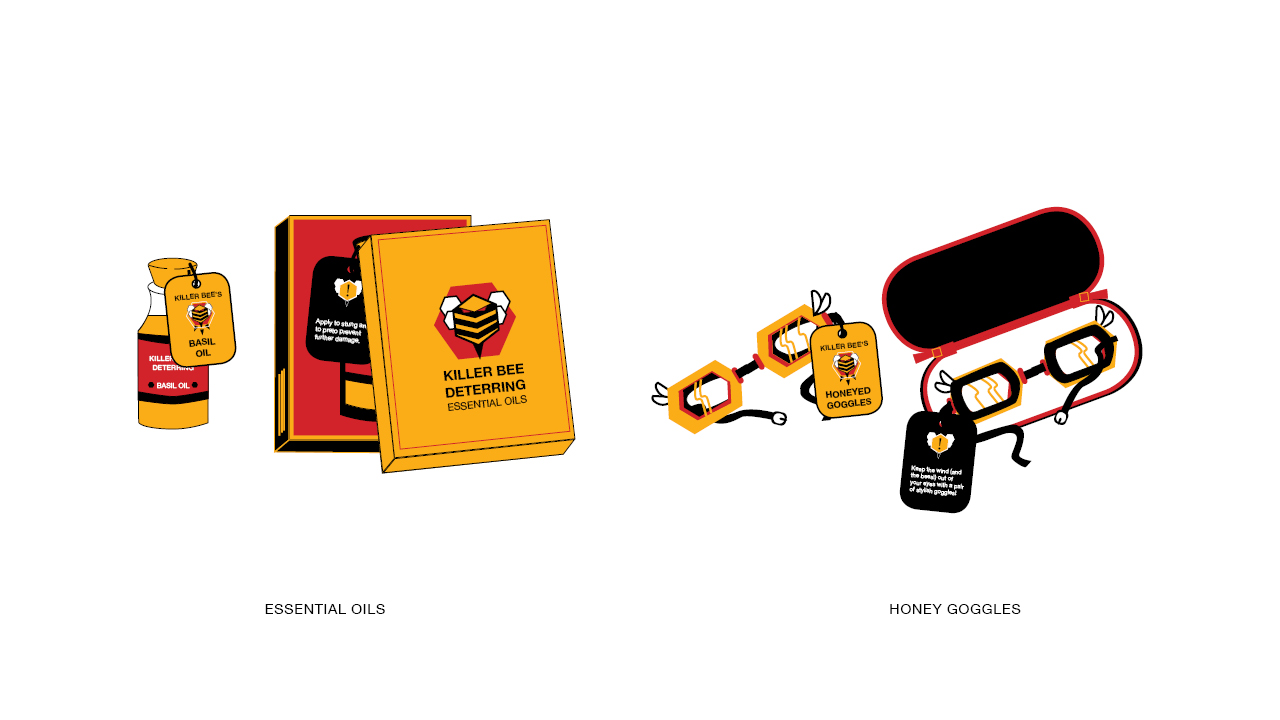 KILLER BEE'S
BASIL
OIL
KILLER
DETERRING
BASIL OIL
!
Apply to stung an
to preto prevent
further damage.
KILLER BEE
DETERRING
ESSENTIAL OILS
KILLER BEE'S
HONEYED
GOGGLES
!
Keep the wind (and
the bees!) out of
your eyes with a pair
of stylish goggles!
ESSENTIAL OILS
HONEY GOGGLES